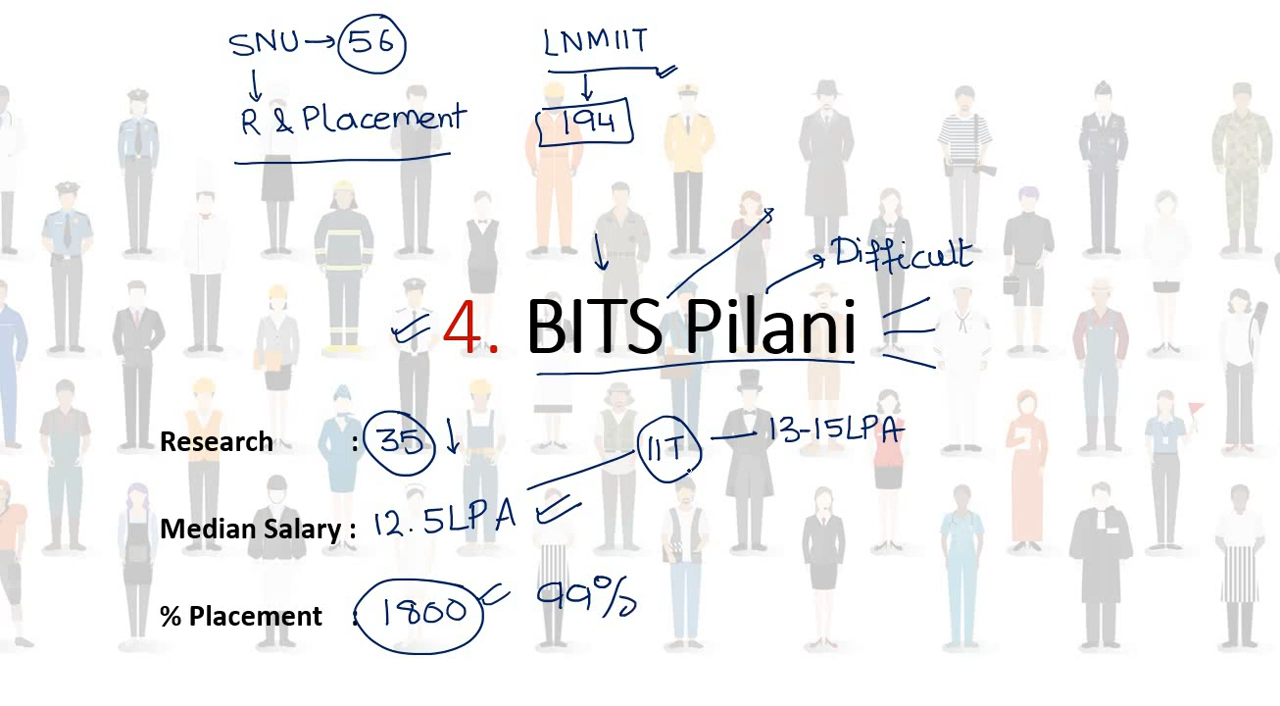 SNU → 56
LNMIIT
R & Placement
194
Difficult
4. BITS Pilani
Research : 35 ↓
IIT — 13-15LPA
Median Salary : 12.5LPA
% Placement : 1800 99%